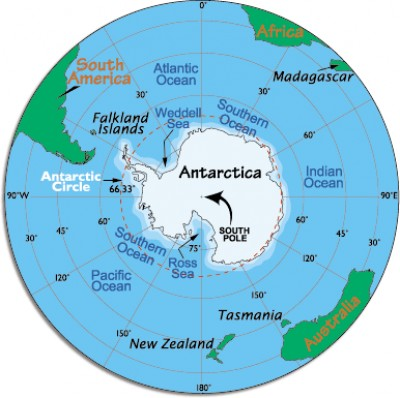 0°
Africa
Madagascar
South
America
Atlantic
Ocean
30°
30°
60°
60°
Falkland
Islands
Weddell
Sea
Southern
Ocean
Antarctica
Indian
Ocean
Antarctic
Circle
66.33°
90°W
90°E
30°
45°
60°
60°
45°
30°
SOUTH
POLE
75°
Southern
Ocean
Ross
Sea
Pacific
Ocean
120°
120°
150°
150°
Tasmania
Australia
New Zealand
180°